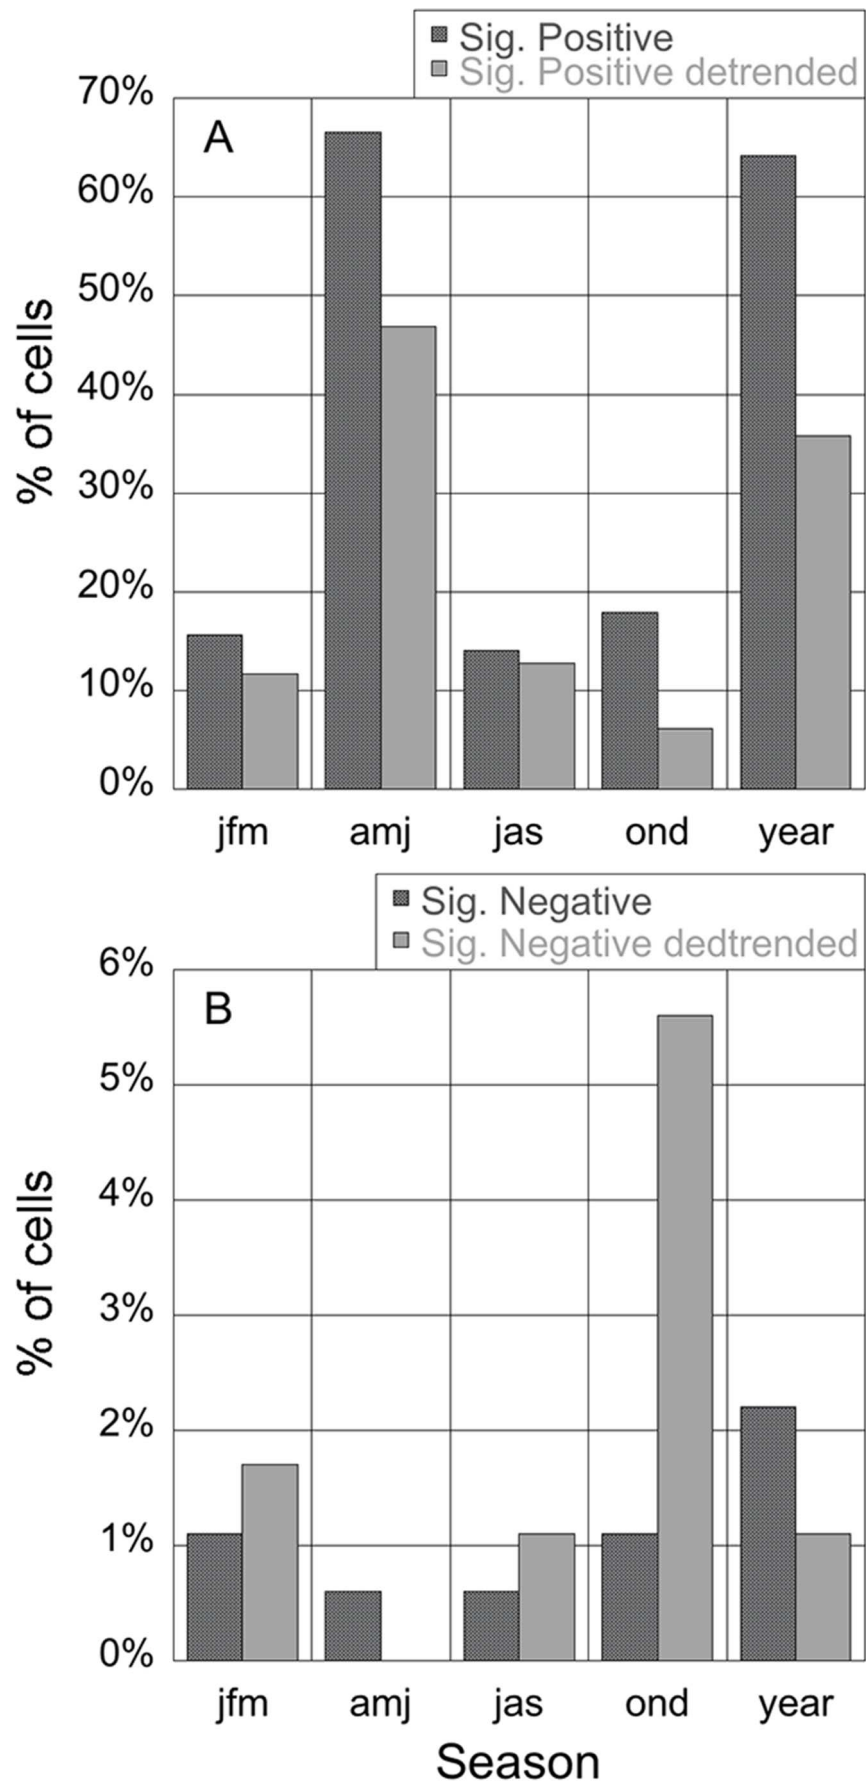 Sig. Positive
Sig. Positive detrended
70%
A
60%
50%
40%
30%
20%
10%
0%
% of cells
jfm amj jas ond year
Sig. Negative
Sig. Negative dedtrended
6%
B
5%
4%
3%
2%
1%
0%
% of cells
jfm amj jas ond year
Season